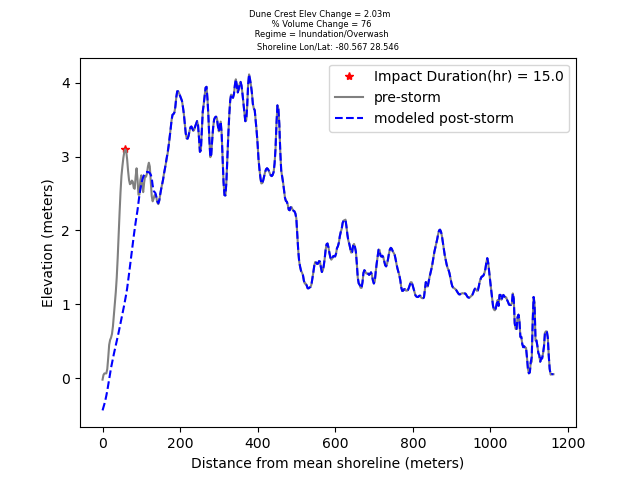 Dune Crest Elev Change = 2.03m
% Volume Change = 76
Regime = Inundation/Overwash
Shoreline Lon/Lat: -80.567 28.546
Impact Duration(hr) = 15.0
pre-storm
modeled post-storm
Elevation (meters)
4
3
2
1
0
0 200 400 600 800 1000 1200
Distance from mean shoreline (meters)